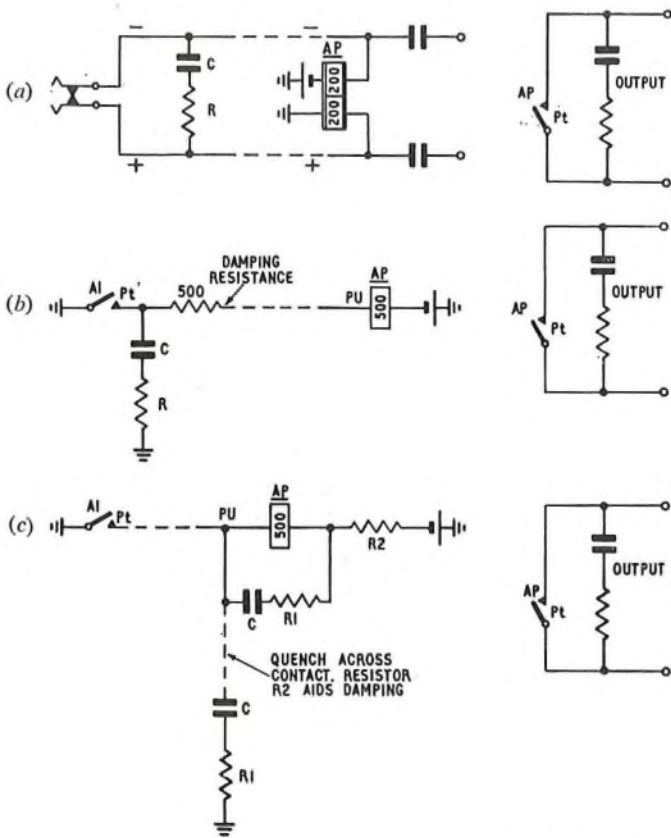 (a)
− −
C
R
AP
200 200
+ +
AP
Pt
OUTPUT
(b)
A1
Pt
500
DAMPING
RESISTANCE
PU
AP
500
C
R
AP
Pt
OUTPUT
(c)
A1
Pt
PU
AP
500
R2
C
R1
QUENCH ACROSS
CONTACT. RESISTOR
R2 AIDS DAMPING
C
R1
AP
Pt
OUTPUT